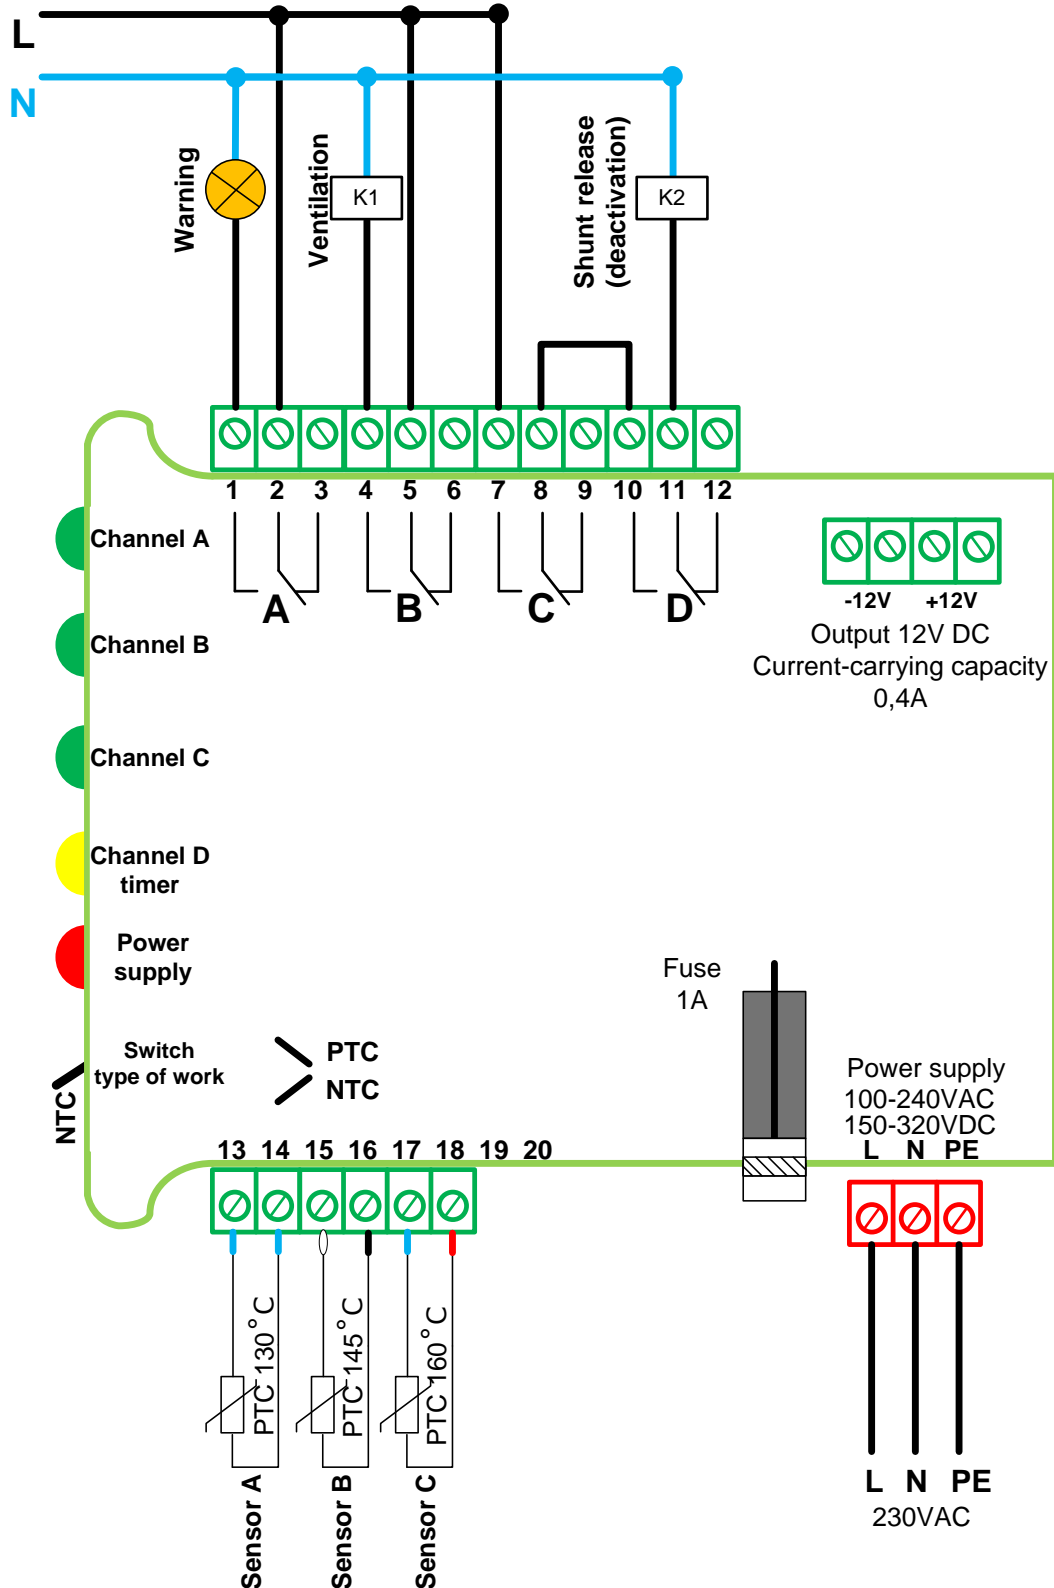 L
N
Warning
Ventilation
Shunt release
(deactivation)
K1
K2
1 2 3 4 5 6 7 8 9 10 11 12
A B C D
-12V +12V
Output 12V DC
Current-carrying capacity
0,4A
Channel A
Channel B
Channel C
Channel D
timer
Power
supply
Switch
type of work
NTC
PTC
NTC
Fuse
1A
Power supply
100-240VAC
150-320VDC
L N PE
13 14 15 16 17 18 19 20
PTC 130°C
PTC 145°C
PTC 160°C
Sensor A
Sensor B
Sensor C
L N PE
230VAC